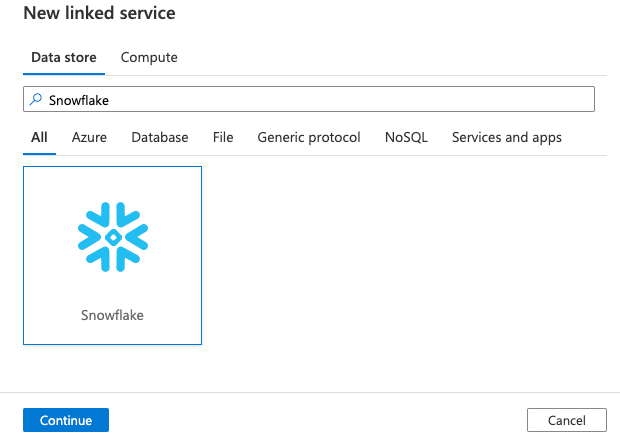 New linked service
Data store Compute
Snowflake
All Azure Database File Generic protocol NoSQL Services and apps
Snowflake
Continue Cancel